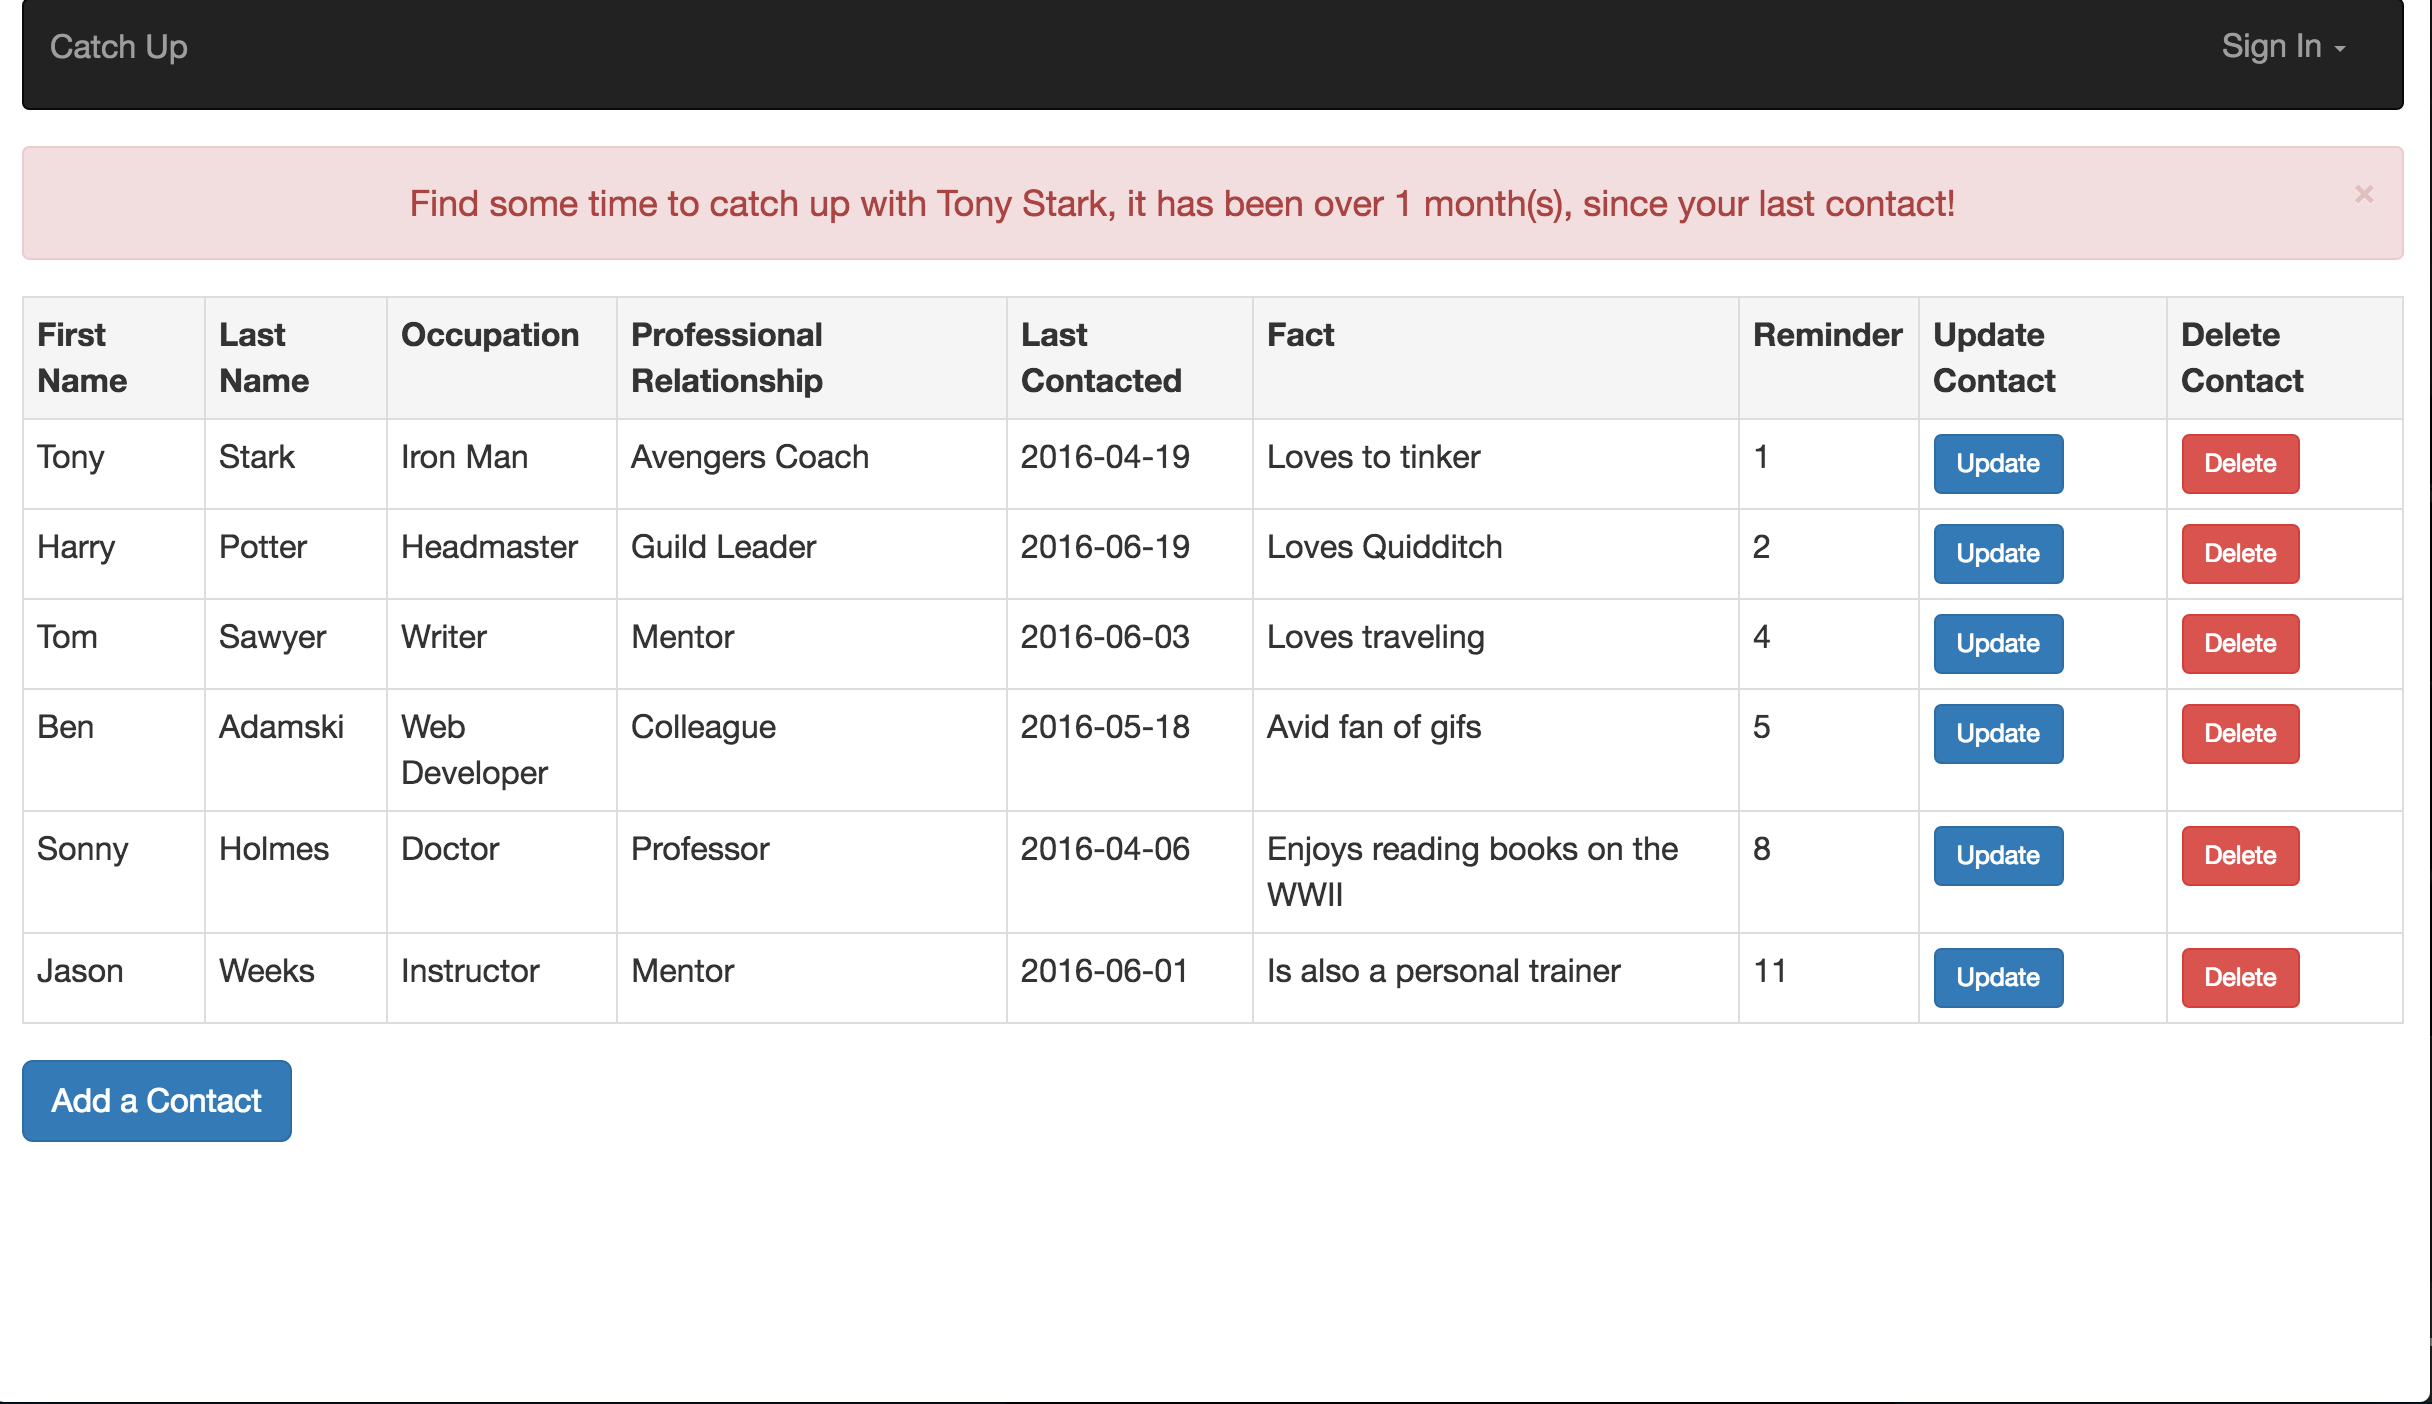 Catch Up Sign In
Find some time to catch up with Tony Stark, it has been over 1 month(s), since your last contact! ×
First Name Last Name Occupation Professional Relationship Last Contacted Fact Reminder Update Contact Delete Contact
Tony Stark Iron Man Avengers Coach 2016-04-19 Loves to tinker 1 Update Delete
Harry Potter Headmaster Guild Leader 2016-06-19 Loves Quidditch 2 Update Delete
Tom Sawyer Writer Mentor 2016-06-03 Loves traveling 4 Update Delete
Ben Adamski Web Developer Colleague 2016-05-18 Avid fan of gifs 5 Update Delete
Sonny Holmes Doctor Professor 2016-04-06 Enjoys reading books on the WWII 8 Update Delete
Jason Weeks Instructor Mentor 2016-06-01 Is also a personal trainer 11 Update Delete
Add a Contact